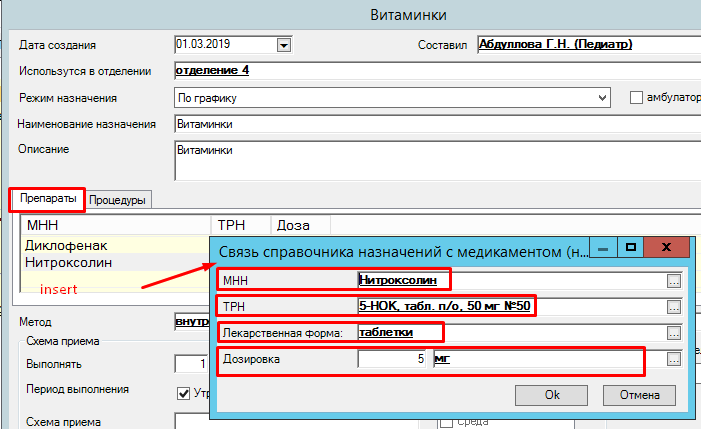 Витаминки
Дата создания 01.03.2019 Составил Абдуллова Г.Н. (Педиатр)
Использутся в отделении отделение 4
Режим назначения По графику амбулатор
Наименование назначения Витаминки
Описание Витаминки
Препараты Процедуры
МНН ТРН Доза
Диклофенак
Нитроксолин
insert
Связь справочника назначений с медикаментом (н...
МНН Нитроксолин ...
ТРН 5-НОК, табл. п/о, 50 мг №50 ...
Лекарственная форма: таблетки ...
Дозировка 5 мг ...
Ok Отмена
Метод внутр
Схема приема
Выполнять 1
Период выполнения Утр
Схема приема Среда